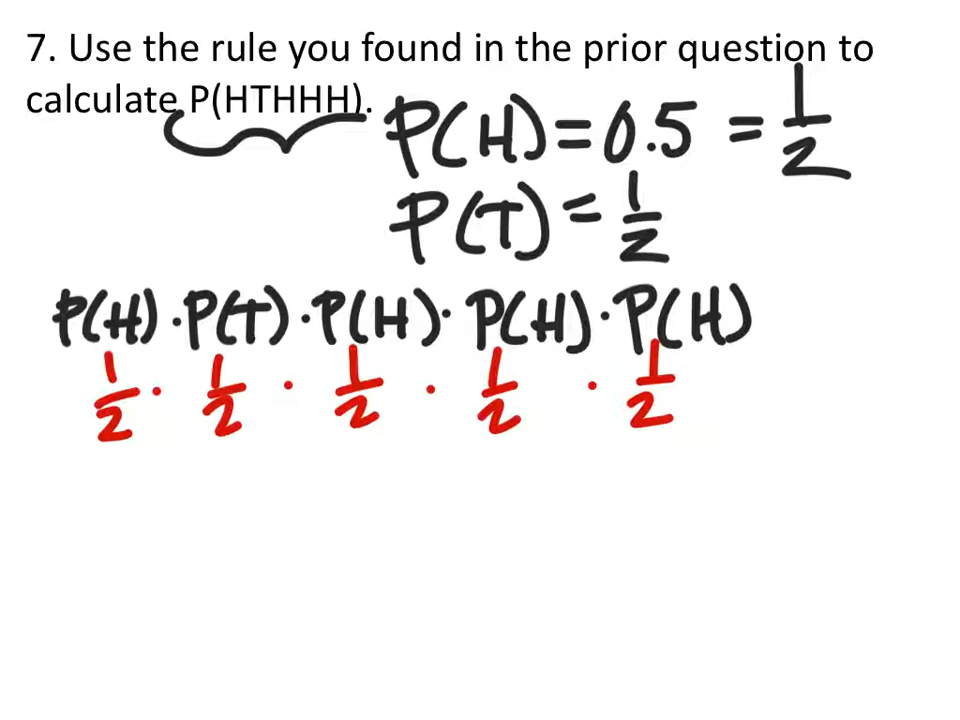 7. Use the rule you found in the prior question to
calculate P(HTHHH).
P(H) = 0.5 = 1/2
P(T) = 1/2
P(H) · P(T) · P(H) · P(H) · P(H)
1/2 · 1/2 · 1/2 · 1/2 · 1/2